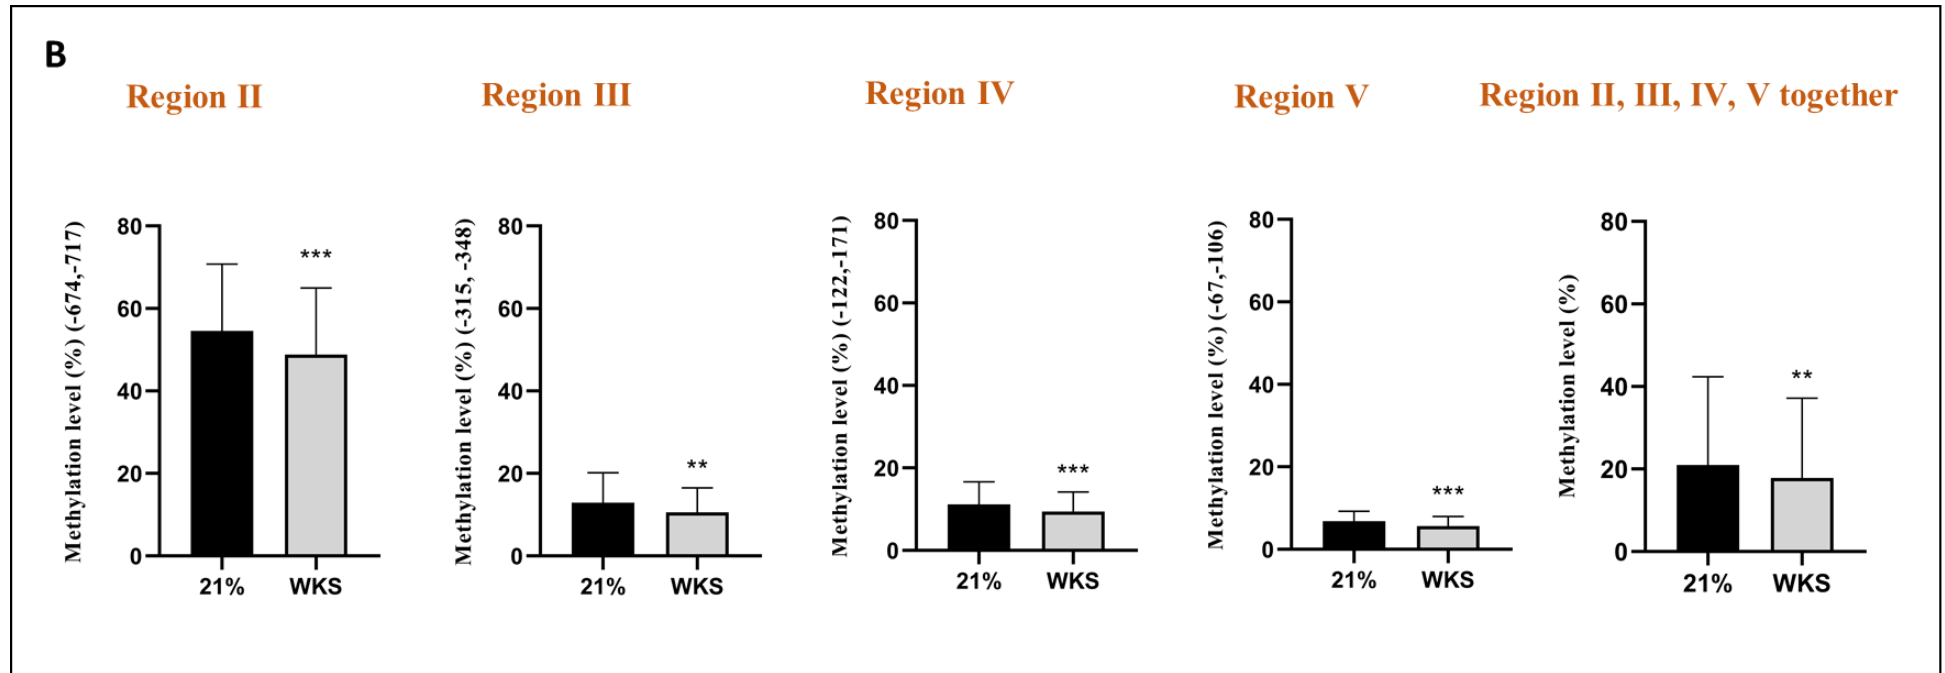 B
Region II
Region III
Region IV
Region V
Region II, III, IV, V together
Methylation level (%) (-674,-717)
80
60
40
20
0
***
21%
WKS
Methylation level (%) (-315, -348)
80
60
40
20
0
**
21%
WKS
Methylation level (%) (-122,-171)
80
60
40
20
0
***
21%
WKS
Methylation level (%) (-67,-106)
80
60
40
20
0
***
21%
WKS
Methylation level (%)
80
60
40
20
0
**
21%
WKS